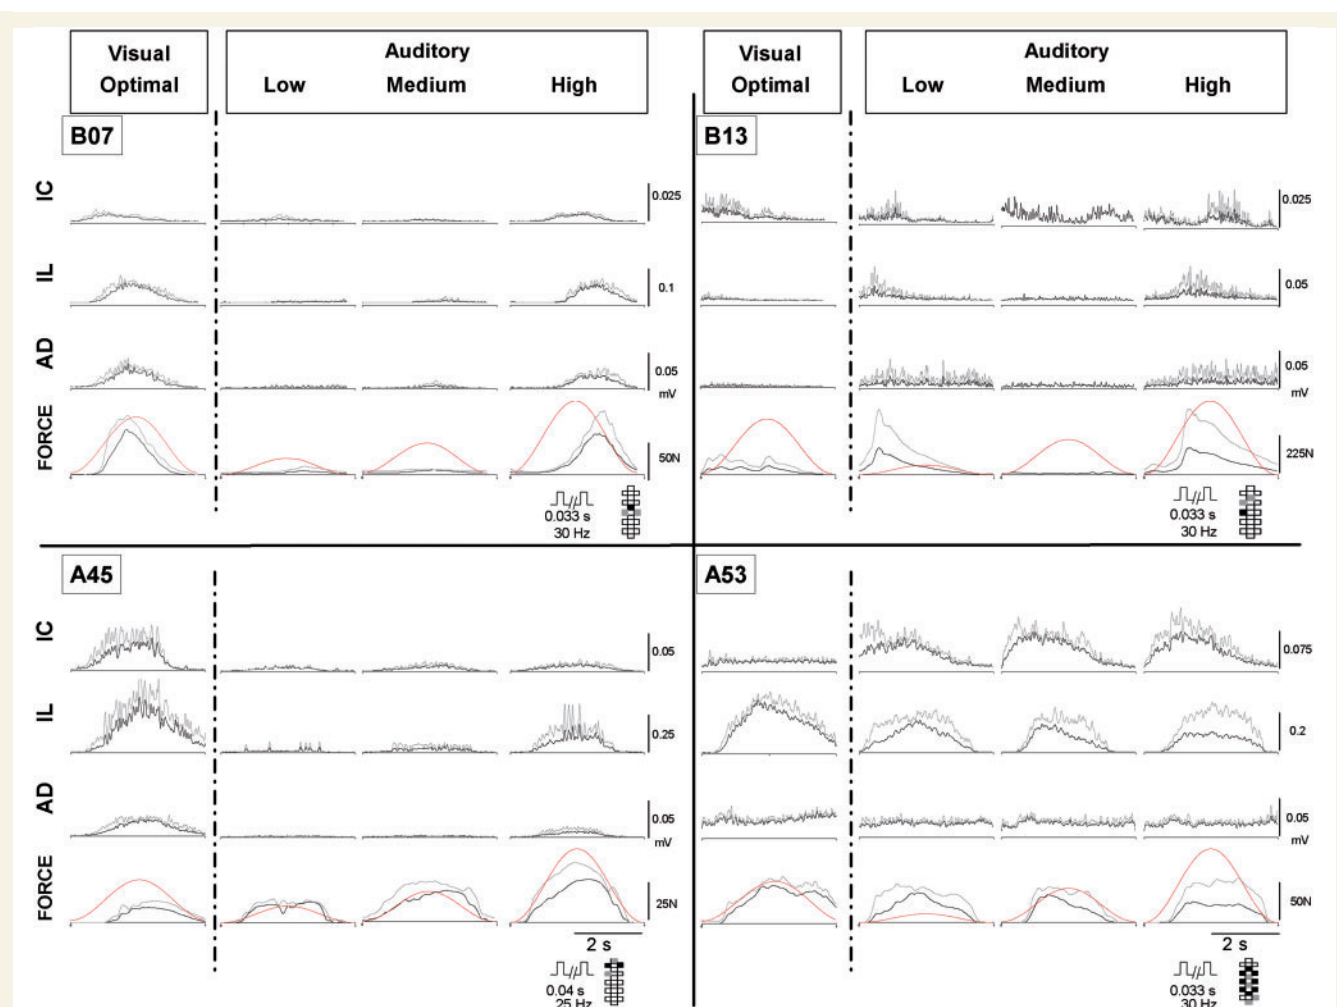 Visual Auditory
Optimal Low Medium High
B07
IC 0.025
IL 0.1
AD 0.05
mV
FORCE 50N
0.033 s
30 Hz
Visual Auditory
Optimal Low Medium High
B13
0.025
0.05
0.05
mV
225N
0.033 s
30 Hz
A45
IC 0.05
IL 0.25
AD 0.05
mV
FORCE 25N
2 s
0.04 s
25 Hz
A53
0.075
0.2
0.05
mV
50N
2 s
0.033 s
30 Hz